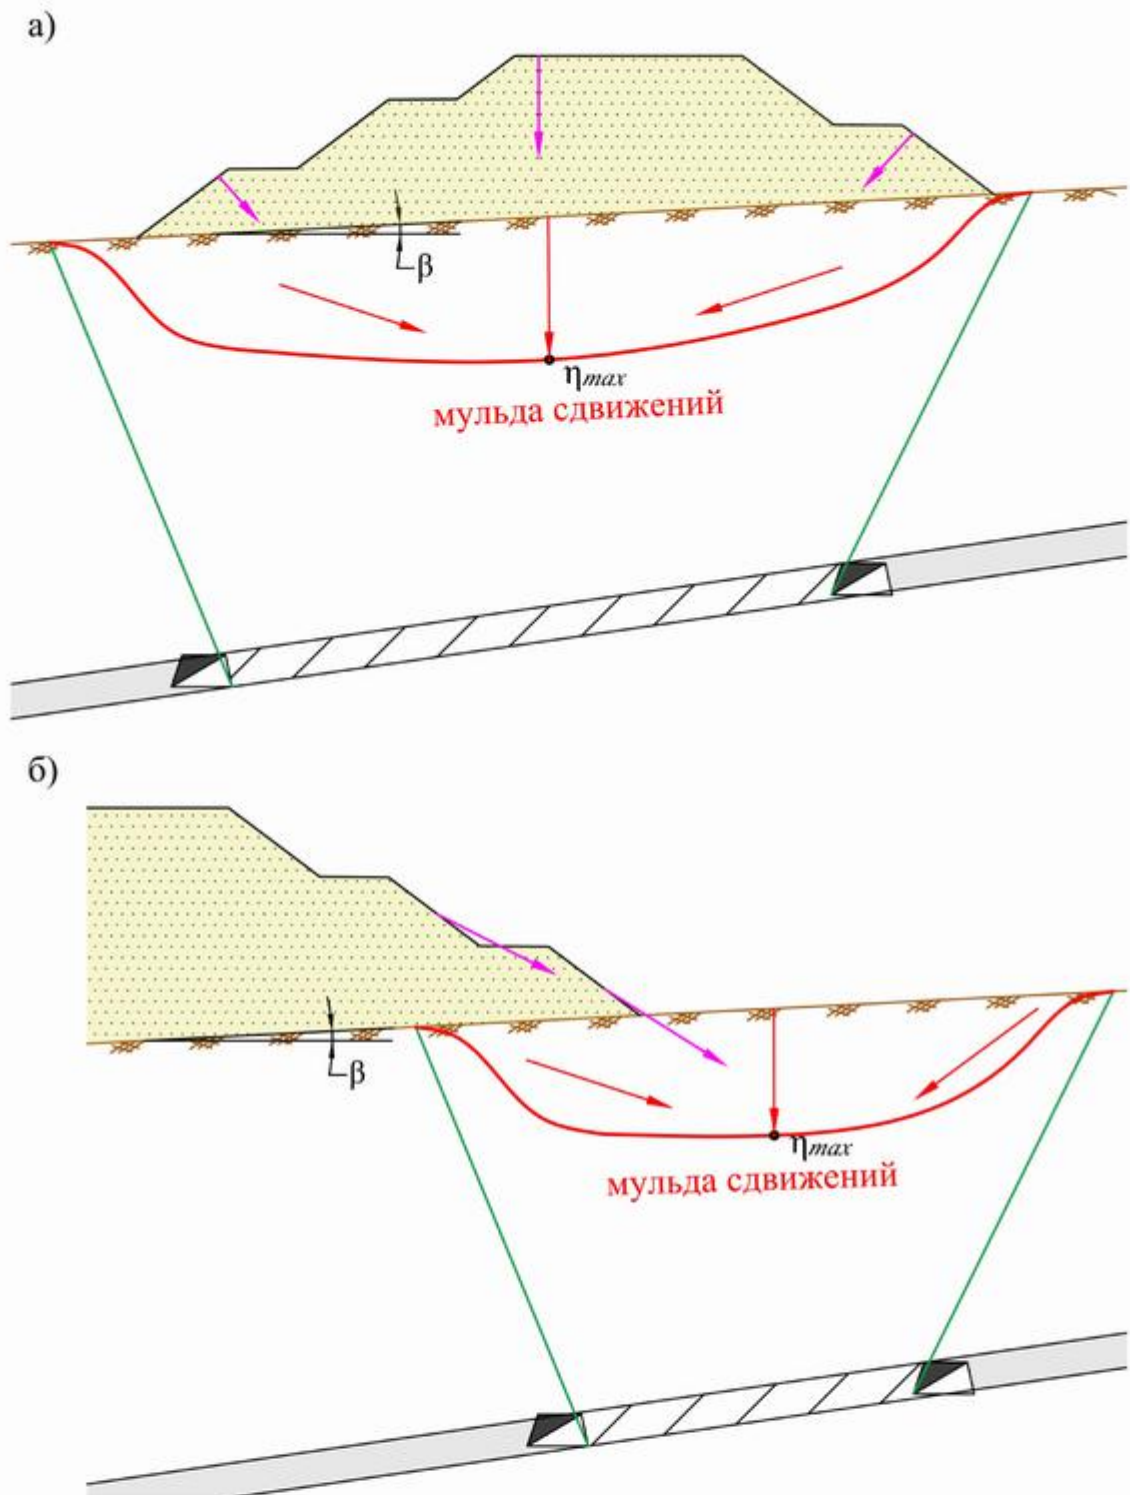 а)
β
ηmax
мульда сдвижений
б)
β
ηmax
мульда сдвижений